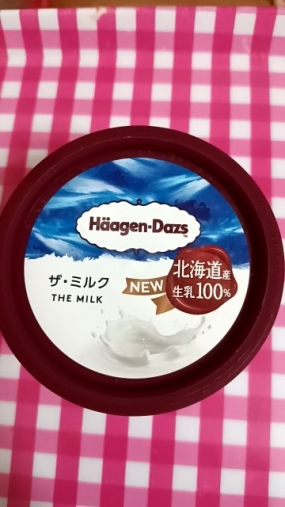 Häagen-Dazs
ザ・ミルク
THE MILK
NEW
北海道産
生乳100%